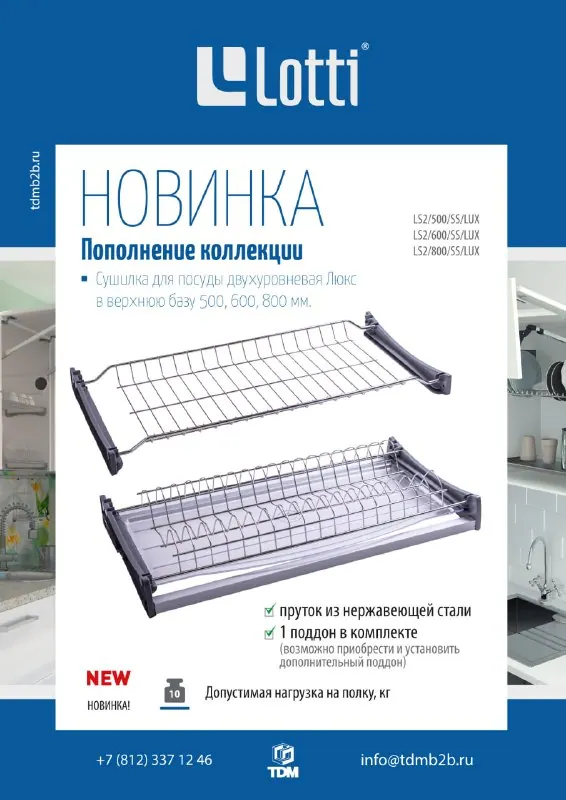 Lotti®
tdmb2b.ru
НОВИНКА
Пополнение коллекции
Сушилка для посуды двухуровневая Люкс
в верхнюю базу 500, 600, 800 мм.
LS2/500/SS/LUX
LS2/600/SS/LUX
LS2/800/SS/LUX
пруток из нержавеющей стали
1 поддон в комплекте
(возможно приобрести и установить
дополнительный поддон)
NEW
НОВИНКА!
10
Допустимая нагрузка на полку, кг
+7 (812) 337 12 46
TDM
info@tdmb2b.ru